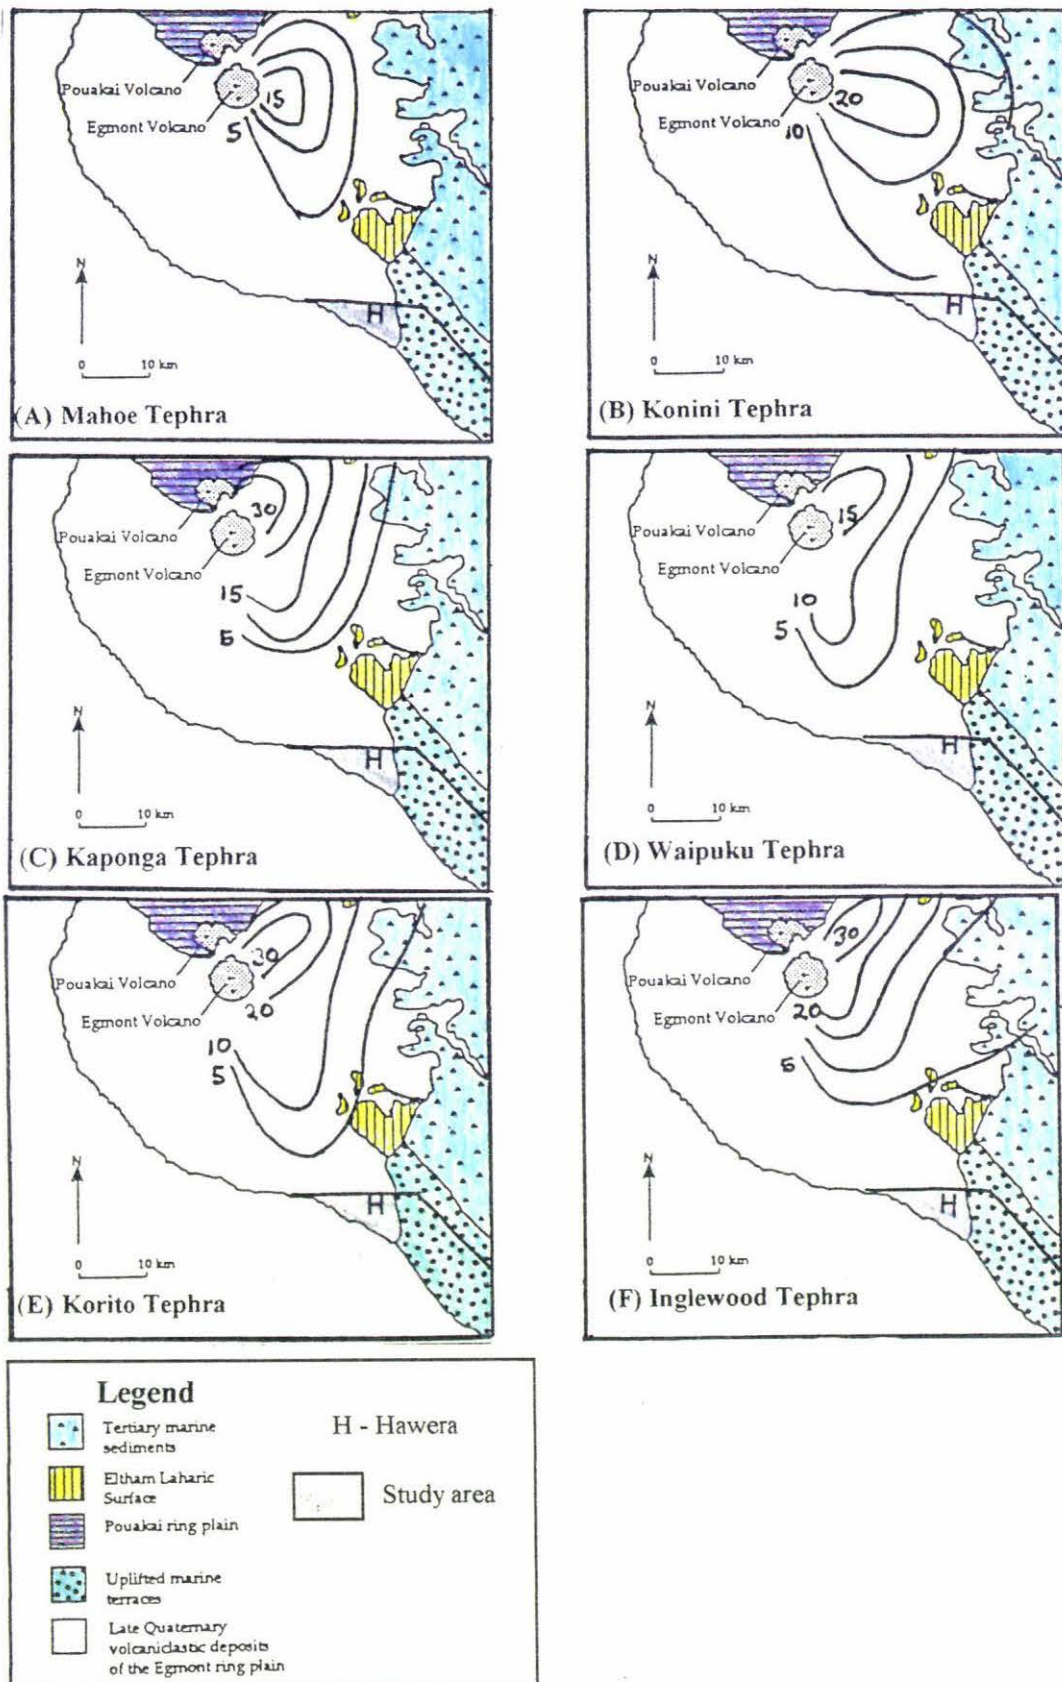 Pouakai Volcano
Egmont Volcano
15
5
N
H
0 10 km
(A) Mahoe Tephra
Pouakai Volcano
Egmont Volcano
20
10
N
H
0 10 km
(B) Konini Tephra
Pouakai Volcano
Egmont Volcano
30
15
5
N
H
0 10 km
(C) Kaponga Tephra
Pouakai Volcano
Egmont Volcano
15
10
5
N
H
0 10 km
(D) Waipuku Tephra
Pouakai Volcano
Egmont Volcano
30
20
10
5
N
H
0 10 km
(E) Korito Tephra
Pouakai Volcano
Egmont Volcano
30
20
5
N
H
0 10 km
(F) Inglewood Tephra
Legend
Tertiary marine
sediments
Eltham Laharic
Surface
Pouakai ring plain
Uplifted marine
terraces
Late Quaternary
volcaniclastic deposits
of the Egmont ring plain
H - Hawera
Study area